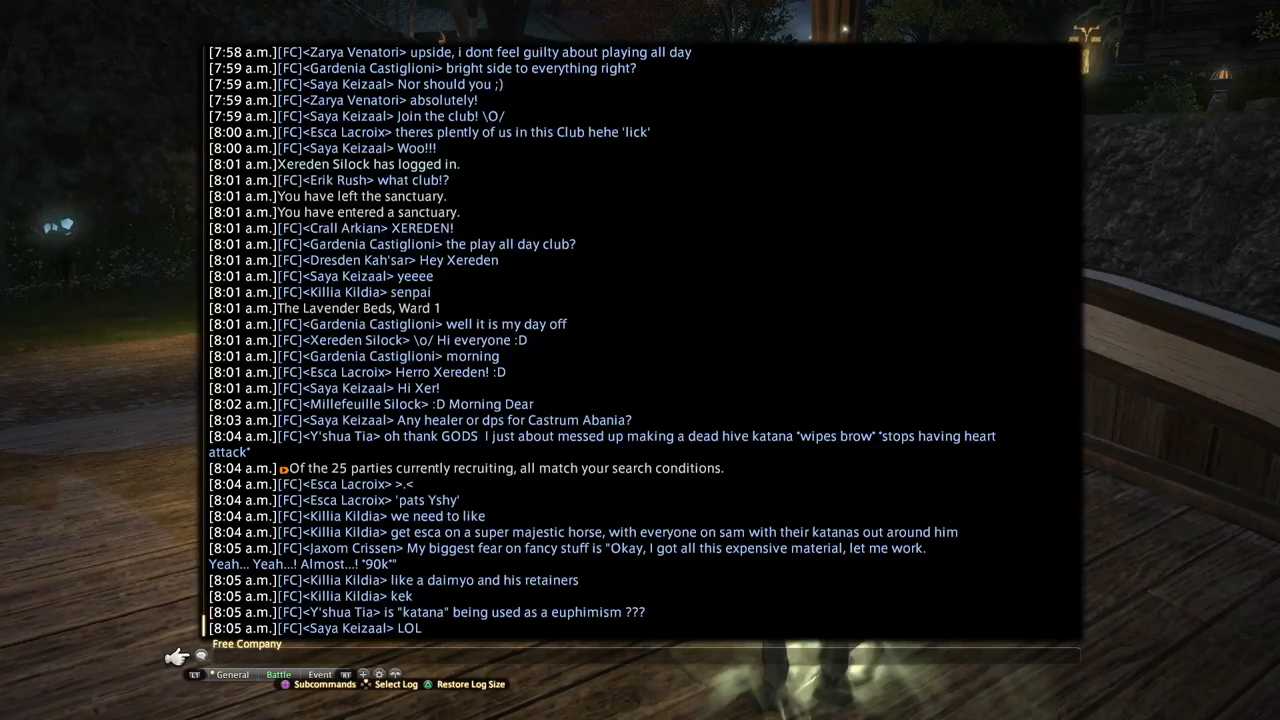 [7:58 a.m.][FC]<Zarya Venatori> upside, i dont feel guilty about playing all day
[7:59 a.m.][FC]<Gardenia Castiglioni> bright side to everything right?
[7:59 a.m.][FC]<Saya Keizaal> Nor should you ;)
[7:59 a.m.][FC]<Zarya Venatori> absolutely!
[7:59 a.m.][FC]<Saya Keizaal> Join the club! \O/
[8:00 a.m.][FC]<Esca Lacroix> theres plently of us in this Club hehe 'lick'
[8:00 a.m.][FC]<Saya Keizaal> Woo!!!
[8:01 a.m.]Xereden Silock has logged in.
[8:01 a.m.][FC]<Erik Rush> what club!?
[8:01 a.m.]You have left the sanctuary.
[8:01 a.m.]You have entered a sanctuary.
[8:01 a.m.][FC]<Crall Arkian> XEREDEN!
[8:01 a.m.][FC]<Gardenia Castiglioni> the play all day club?
[8:01 a.m.][FC]<Dresden Kah'sar> Hey Xereden
[8:01 a.m.][FC]<Saya Keizaal> yeeee
[8:01 a.m.][FC]<Killia Kildia> senpai
[8:01 a.m.]The Lavender Beds, Ward 1
[8:01 a.m.][FC]<Gardenia Castiglioni> well it is my day off
[8:01 a.m.][FC]<Xereden Silock> \o/ Hi everyone :D
[8:01 a.m.][FC]<Gardenia Castiglioni> morning
[8:01 a.m.][FC]<Esca Lacroix> Herro Xereden! :D
[8:01 a.m.][FC]<Saya Keizaal> Hi Xer!
[8:02 a.m.][FC]<Millefeuille Silock> :D Morning Dear
[8:03 a.m.][FC]<Saya Keizaal> Any healer or dps for Castrum Abania?
[8:04 a.m.][FC]<Y'shua Tia> oh thank GODS  I just about messed up making a dead hive katana *wipes brow* *stops having heart
attack*
[8:04 a.m.]Of the 25 parties currently recruiting, all match your search conditions.
[8:04 a.m.][FC]<Esca Lacroix> >.<
[8:04 a.m.][FC]<Esca Lacroix> 'pats Yshy'
[8:04 a.m.][FC]<Killia Kildia> we need to like
[8:04 a.m.][FC]<Killia Kildia> get esca on a super majestic horse, with everyone on sam with their katanas out around him
[8:05 a.m.][FC]<Jaxom Crissen> My biggest fear on fancy stuff is "Okay, I got all this expensive material, let me work.
Yeah... Yeah...! Almost...! *90k*"
[8:05 a.m.][FC]<Killia Kildia> like a daimyo and his retainers
[8:05 a.m.][FC]<Killia Kildia> kek
[8:05 a.m.][FC]<Y'shua Tia> is "katana" being used as a euphimism ???
[8:05 a.m.][FC]<Saya Keizaal> LOL
Free Company
L1 General Battle Event R1
Subcommands Select Log Restore Log Size